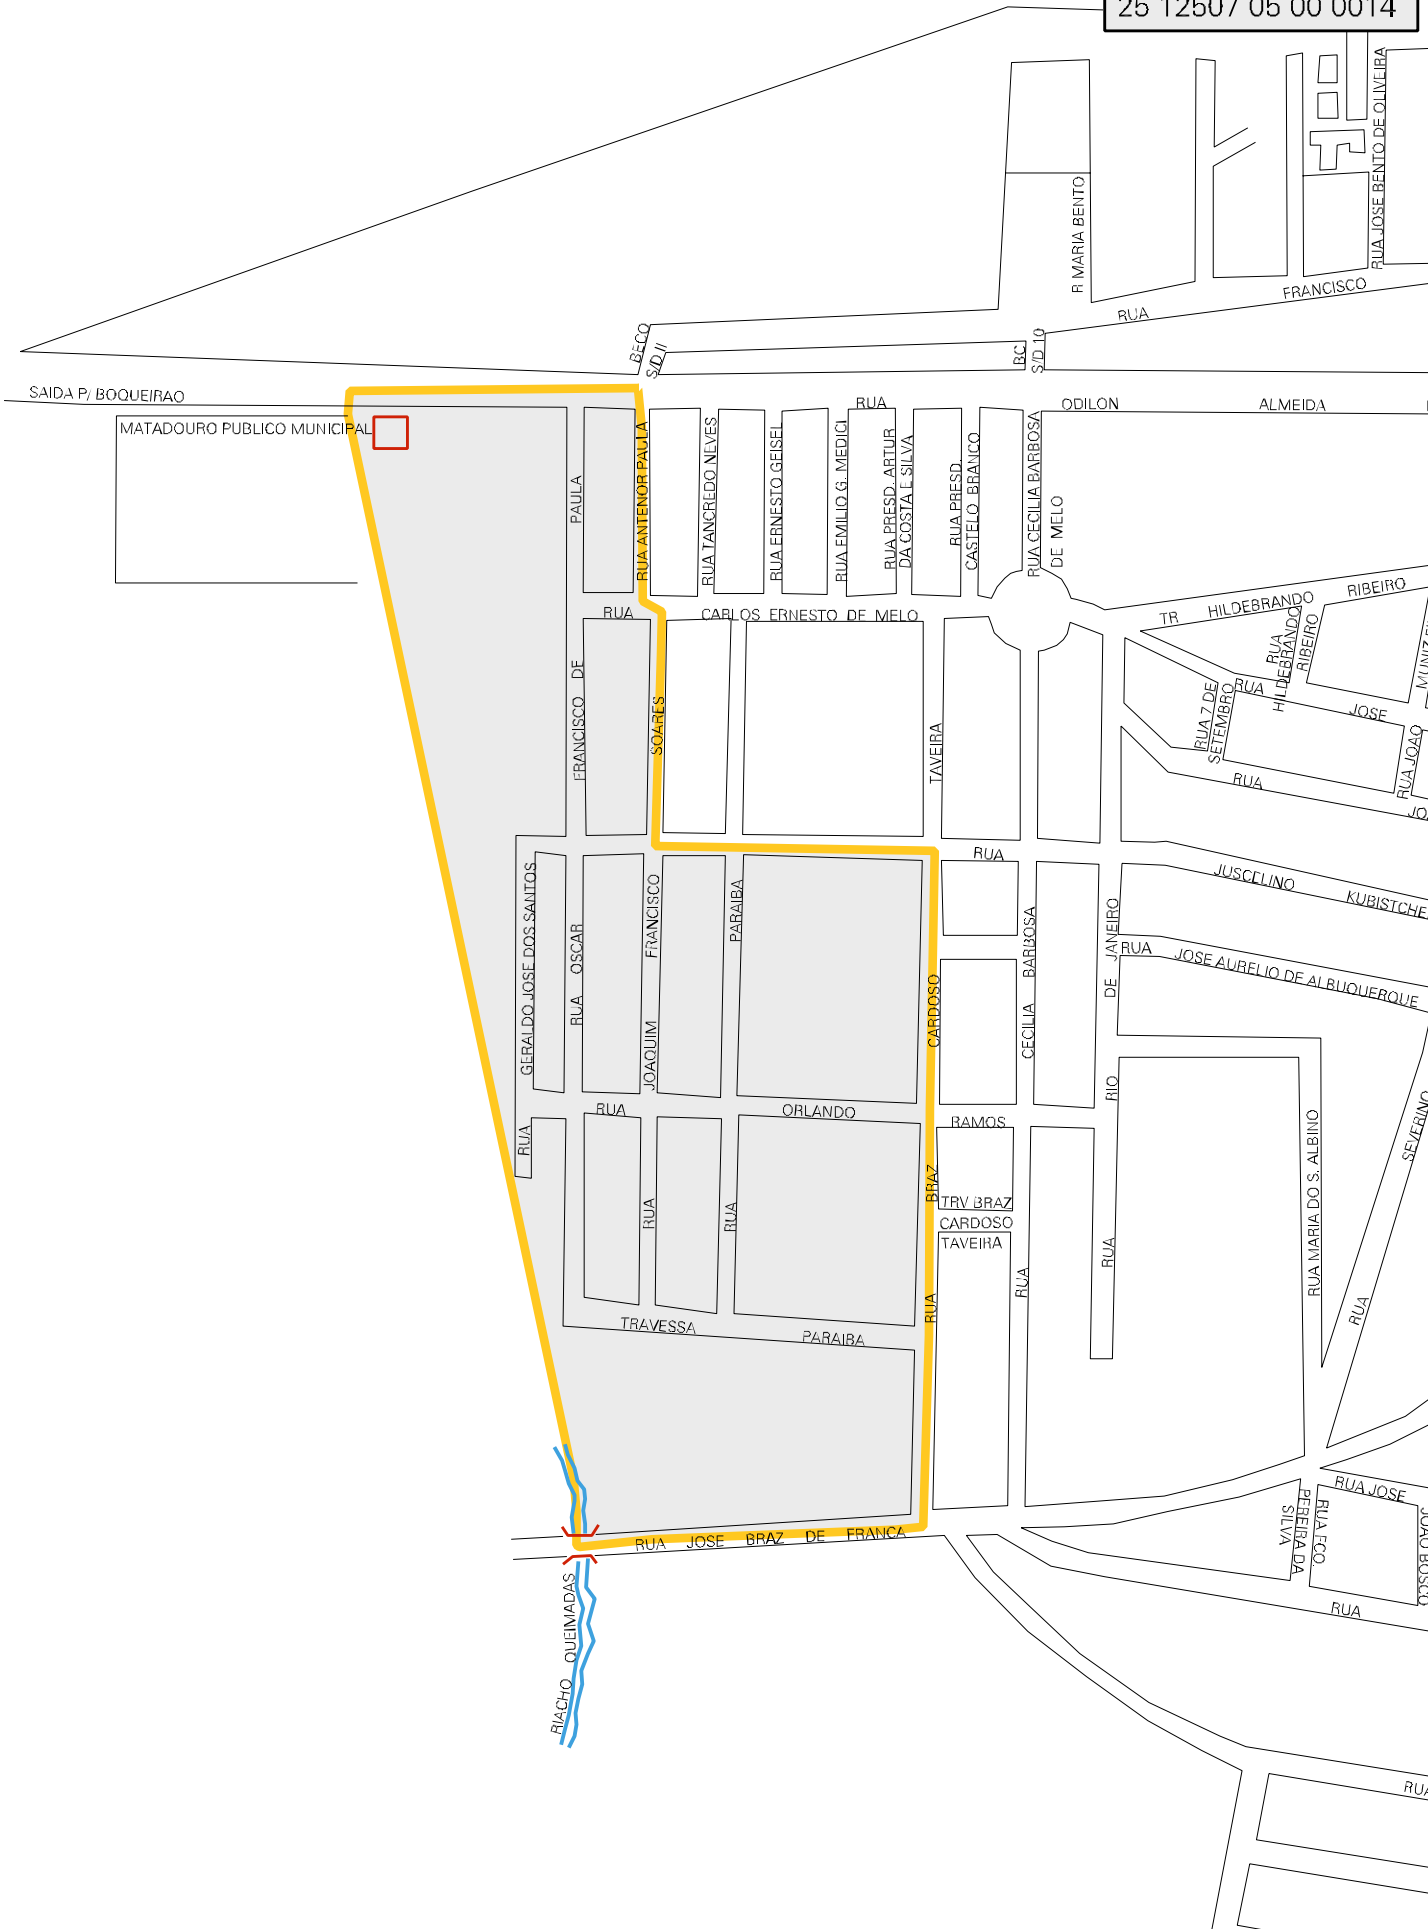 25 12507 05 00 0014
RUA JOSE BENTO DE OLIVEIRA
R MARIA BENTO
RUA
FRANCISCO
BECO
S/D II
BC
S/D 10
SAIDA P/ BOQUEIRAO
RUA
ODILON
ALMEIDA
MATADOURO PUBLICO MUNICIPAL
PAULA
RUA ANTENOR PAULA
RUA TANCREDO NEVES
RUA ERNESTO GEISEL
RUA EMILIO G. MEDICI
RUA PRESD. ARTUR
DA COSTA E SILVA
RUA PRESD.
CASTELO BRANCO
RUA CECILIA BARBOSA
DE MELO
RUA
CARLOS ERNESTO DE MELO
TR
HILDEBRANDO
RIBEIRO
RUA
HILDEBRANDO
RIBEIRO
FRANCISCO DE
SOARES
TAVEIRA
RUA 7 DE
SETEMBRO
RUA
JOSE
RUA JOAO
RUA
RUA
JUSCELINO
GERALDO JOSE DOS SANTOS
RUA OSCAR
JOAQUIM FRANCISCO
PARAIBA
CARDOSO
CECILIA BARBOSA
DE JANEIRO
RUA
JOSE AURELIO DE ALBUQUERQUE
RUA
ORLANDO
RAMOS
RIO
RUA
RUA
RUA
BRAZ
TRV BRAZ
CARDOSO
TAVEIRA
RUA
RUA
RUA
RUA MARIA DO S. ALBINO
SEVERINO
RUA
TRAVESSA
PARAIBA
RUA JOSE
RUA FCO.
PEREIRA DA
SILVA
JOAO BOSCO
RUA JOSE BRAZ DE FRANCA
RUA
RIACHO QUEIMADAS